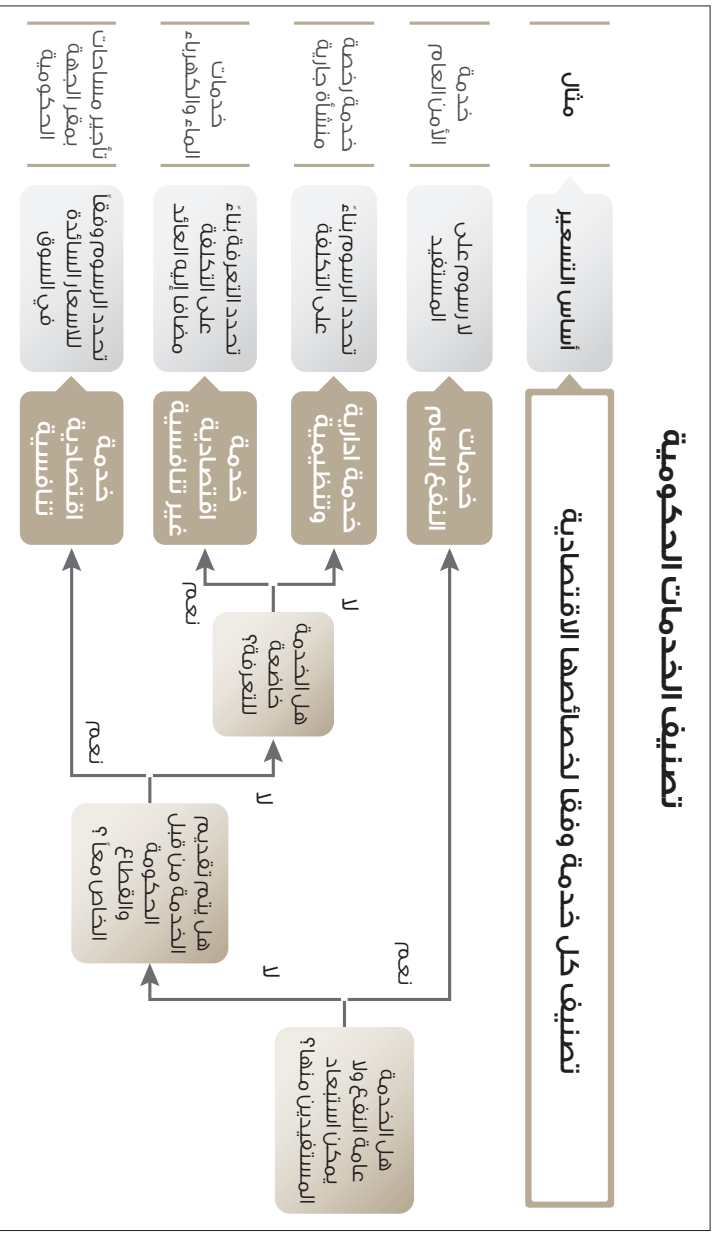 تصنيف الخدمات الحكومية
تصنيف كل خدمة وفقا لخصائصها الاقتصادية
أساس التسعير
مثال
هل الخدمة
عامة النفع ولا
يمكن استبعاد
المستفيدين منها؟
نعم
لا
خدمات
النفع العام
لا رسوم على
المستفيد
خدمة
الأمن العام
هل يتم تقديم
الخدمة من قبل
الحكومة
والقطاع
الخاص معاً ؟
لا
نعم
هل الخدمة
خاضعة
للتعرفة؟
لا
نعم
خدمة ادارية
وتنظيمية
تحدد الرسوم بناءً
على التكلفة
خدمة رخصة
منشأة جارية
خدمة
اقتصادية
غير تنافسية
تحدد التعرفة بناءً
على التكلفة
مضافا إليه العائد
خدمات
الماء والكهرباء
خدمة
اقتصادية
تنافسية
تحدد الرسوم وفقاً
للاسعار السائدة
في السوق
تأجير مساحات
بمقر الجهة
الحكومية